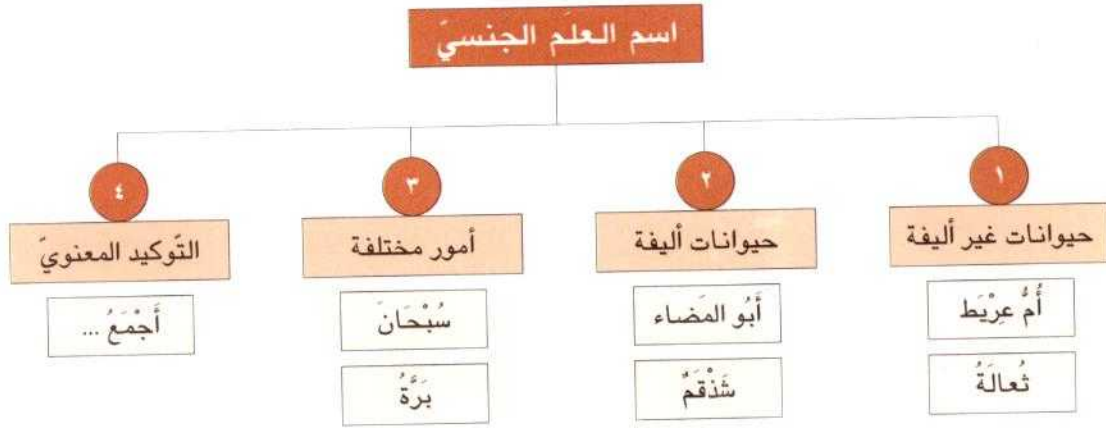 اسم العلَم الجنسيّ
١
حيوانات غير أليفة
أُمُّ عِرْيَط
ثُعالَةُ
٢
حيوانات أليفة
أَبُو المَضاء
شَذْقَمٌ
٣
أمور مختلفة
سُبْحَانَ
بَرَّةُ
٤
التّوكيد المعنويّ
أَجْمَعُ ...